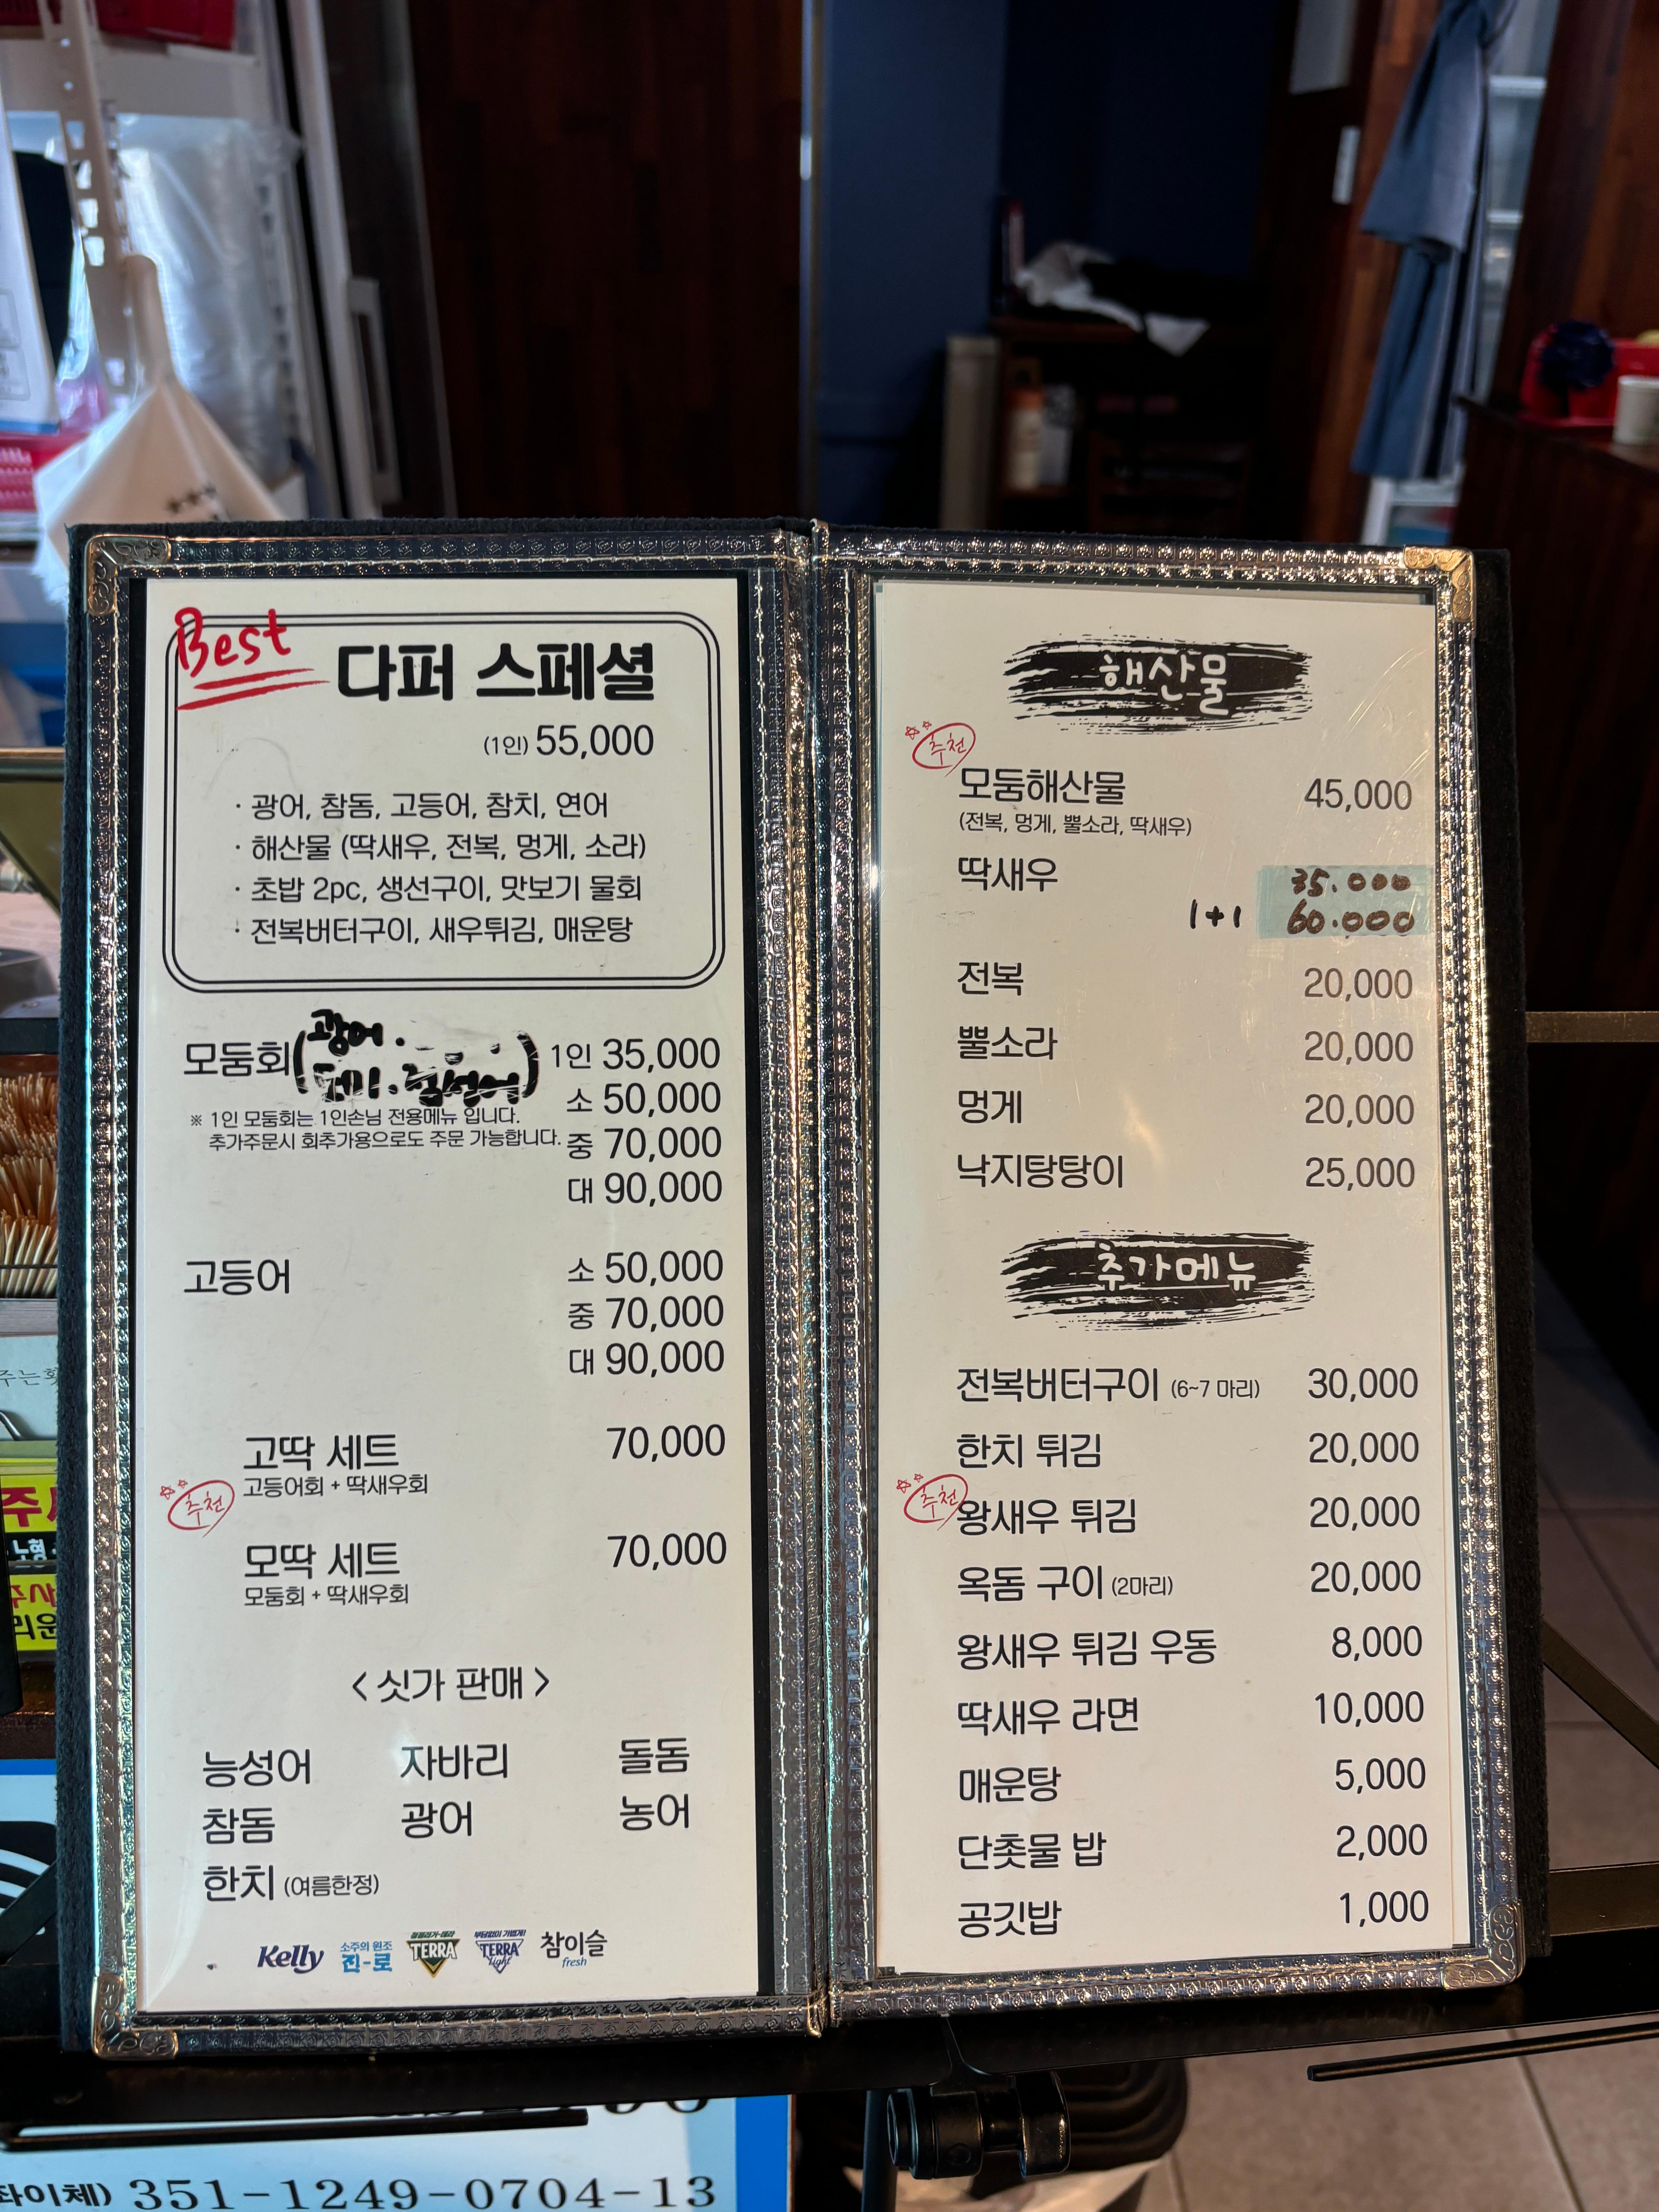 Best
다퍼 스페셜
(1인) 55,000
· 광어, 참돔, 고등어, 참치, 연어
· 해산물 (딱새우, 전복, 멍게, 소라)
· 초밥 2pc, 생선구이, 맛보기 물회
· 전복버터구이, 새우튀김, 매운탕
모둠회(광어. 1인 35,000
소 50,000
※ 1인 모둠회는 1인손님 전용메뉴 입니다.
추가주문시 회추가용으로도 주문 가능합니다.
중 70,000
대 90,000
고등어 소 50,000
중 70,000
대 90,000
고딱 세트 70,000
고등어회 + 딱새우회
추천
모딱 세트 70,000
모둠회 + 딱새우회
< 싯가 판매 >
능성어 자바리 돌돔
참돔 광어 농어
한치 (여름한정)
Kelly 소주의 원조 진-로 TERRA TERRA Light 참이슬 fresh
해산물
추천
모둠해산물 45,000
(전복, 멍게, 뿔소라, 딱새우)
딱새우 35.000
1+1 60.000
전복 20,000
뿔소라 20,000
멍게 20,000
낙지탕탕이 25,000
추가메뉴
전복버터구이 (6~7 마리) 30,000
한치 튀김 20,000
추천
왕새우 튀김 20,000
옥돔 구이 (2마리) 20,000
왕새우 튀김 우동 8,000
딱새우 라면 10,000
매운탕 5,000
단촛물 밥 2,000
공깃밥 1,000
좌이체) 351-1249-0704-13